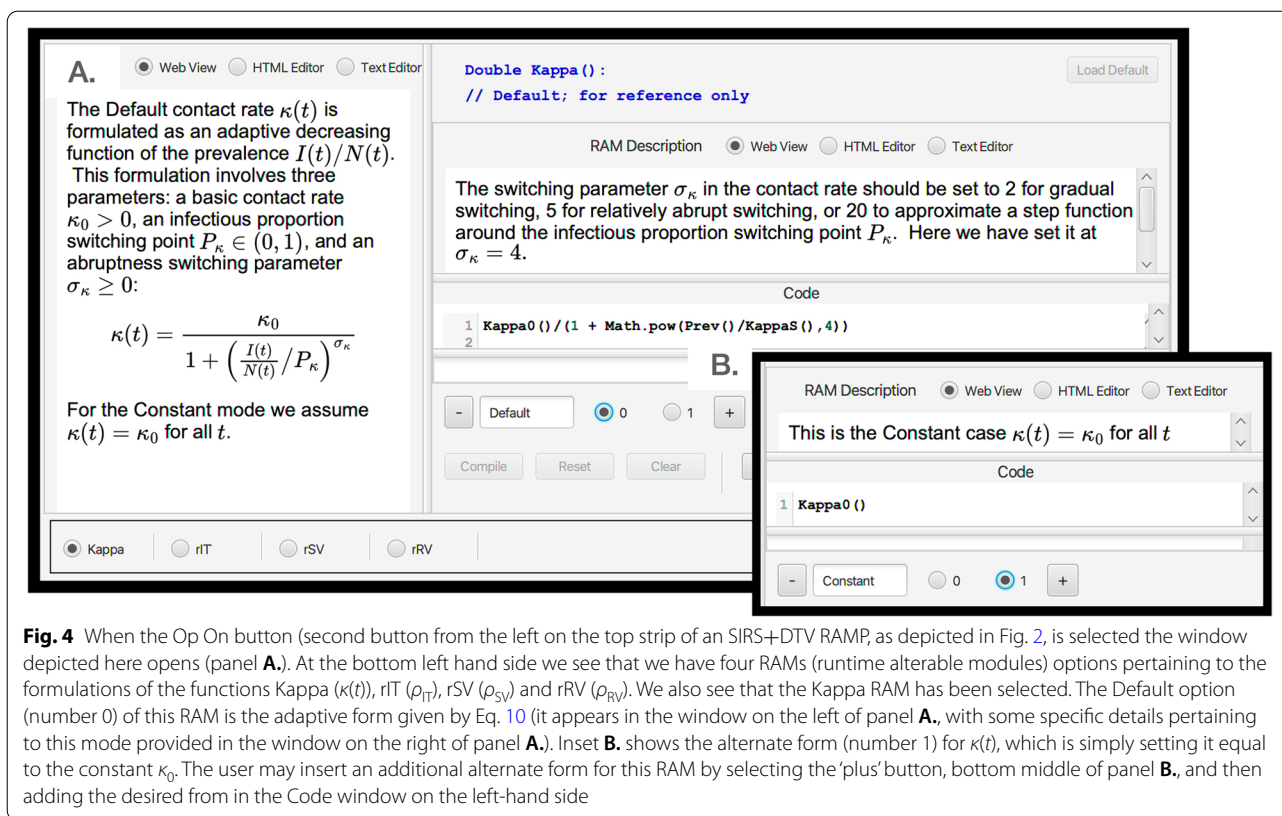 A.
Web View HTML Editor Text Editor
The Default contact rate κ(t) is
formulated as an adaptive decreasing
function of the prevalence I(t)/N(t).
This formulation involves three
parameters: a basic contact rate
κ₀ > 0, an infectious proportion
switching point P_κ ∈ (0, 1), and an
abruptness switching parameter
σ_κ ≥ 0:
κ(t) = κ₀ / (1 + (I(t)/N(t) / P_κ)^σ_κ)
For the Constant mode we assume
κ(t) = κ₀ for all t.
Double Kappa():
// Default; for reference only
Load Default
RAM Description Web View HTML Editor Text Editor
The switching parameter σ_κ in the contact rate should be set to 2 for gradual
switching, 5 for relatively abrupt switching, or 20 to approximate a step function
around the infectious proportion switching point P_κ. Here we have set it at
σ_κ = 4.
Code
1 Kappa0()/(1 + Math.pow(Prev()/KappaS(),4))
2
- Default 0 1 +
Compile Reset Clear
Kappa rIT rSV rRV
B.
RAM Description Web View HTML Editor Text Editor
This is the Constant case κ(t) = κ₀ for all t
Code
1 Kappa0()
- Constant 0 1 +
Fig. 4 When the Op On button (second button from the left on the top strip of an SIRS+DTV RAMP, as depicted in Fig. 2, is selected the window
depicted here opens (panel A.). At the bottom left hand side we see that we have four RAMs (runtime alterable modules) options pertaining to the
formulations of the functions Kappa (κ(t)), rIT (ρ_IT), rSV (ρ_SV) and rRV (ρ_RV). We also see that the Kappa RAM has been selected. The Default option
(number 0) of this RAM is the adaptive form given by Eq. 10 (it appears in the window on the left of panel A., with some specific details pertaining
to this mode provided in the window on the right of panel A.). Inset B. shows the alternate form (number 1) for κ(t), which is simply setting it equal
to the constant κ₀. The user may insert an additional alternate form for this RAM by selecting the 'plus' button, bottom middle of panel B., and then
adding the desired from in the Code window on the left-hand side